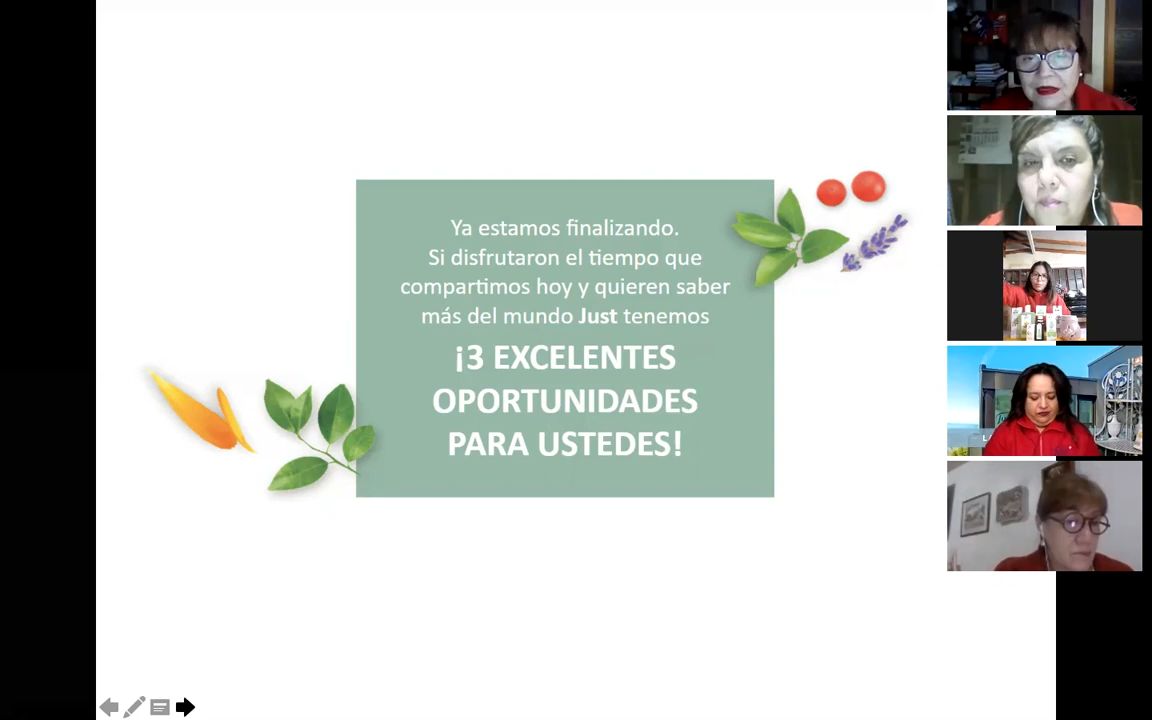 Ya estamos finalizando.
Si disfrutaron el tiempo que
compartimos hoy y quieren saber
más del mundo Just tenemos
¡3 EXCELENTES
OPORTUNIDADES
PARA USTEDES!